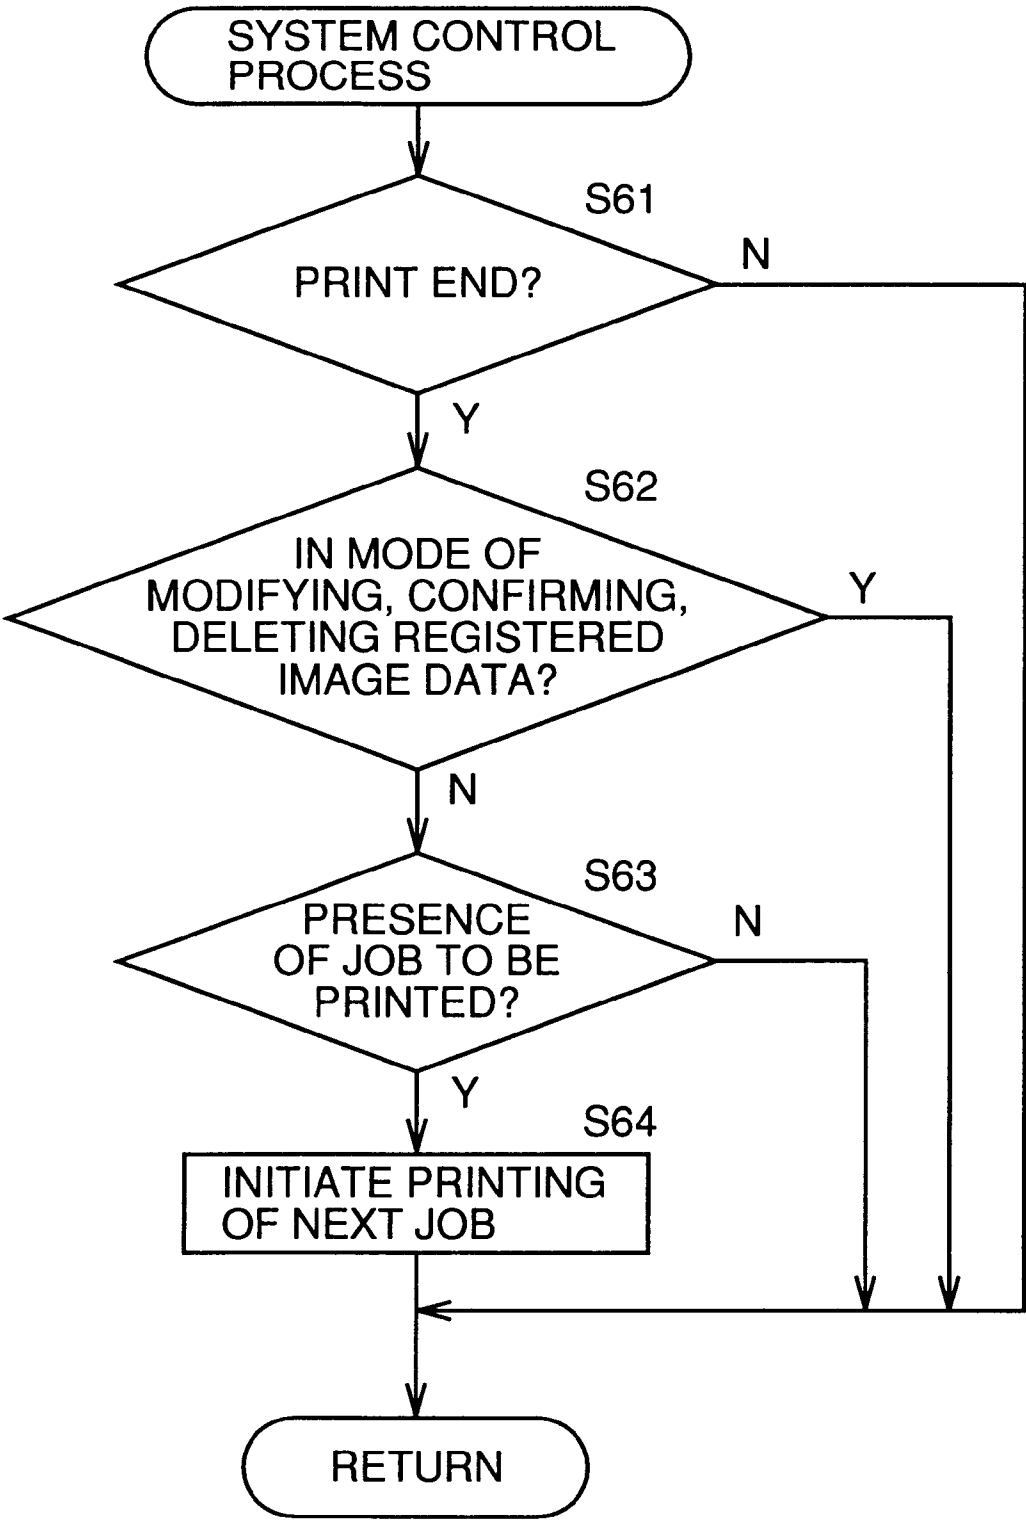 SYSTEM CONTROL
PROCESS
S61
N
PRINT END?
Y
S62
IN MODE OF
MODIFYING, CONFIRMING,
DELETING REGISTERED
IMAGE DATA?
Y
N
S63
PRESENCE
OF JOB TO BE
PRINTED?
N
Y
S64
INITIATE PRINTING
OF NEXT JOB
RETURN